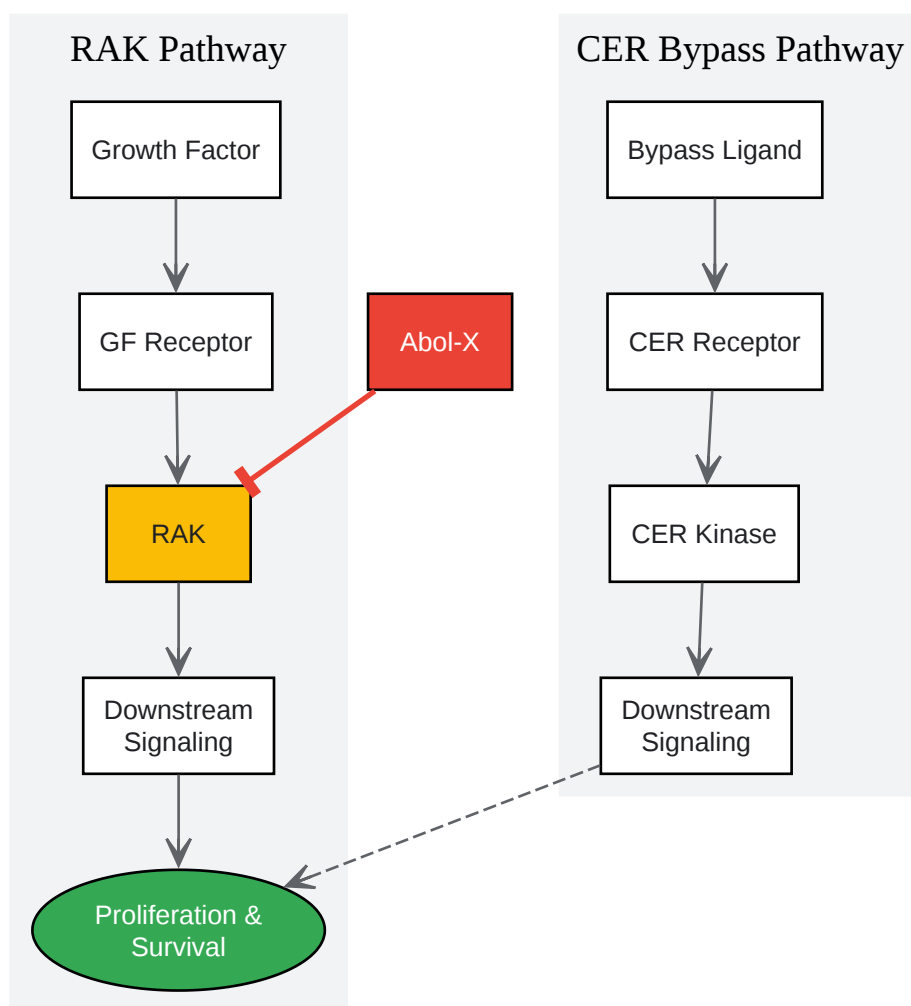 RAK Pathway
Growth Factor
GF Receptor
Abol-X
RAK
Downstream
Signaling
Proliferation &
Survival
CER Bypass Pathway
Bypass Ligand
CER Receptor
CER Kinase
Downstream
Signaling